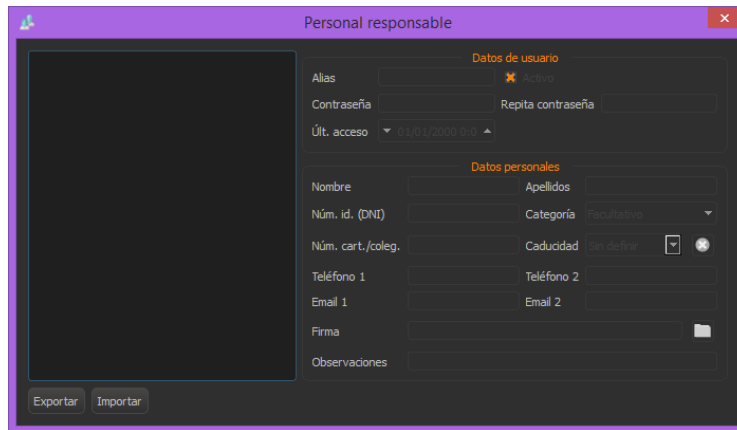 Personal responsable
Datos de usuario
Alias Activo
Contraseña Repita contraseña
Últ. acceso 01/01/2000 0:0
Datos personales
Nombre Apellidos
Núm. id. (DNI) Categoría Facultativo
Núm. cart./coleg. Caducidad Sin definir
Teléfono 1 Teléfono 2
Email 1 Email 2
Firma
Observaciones
Exportar Importar